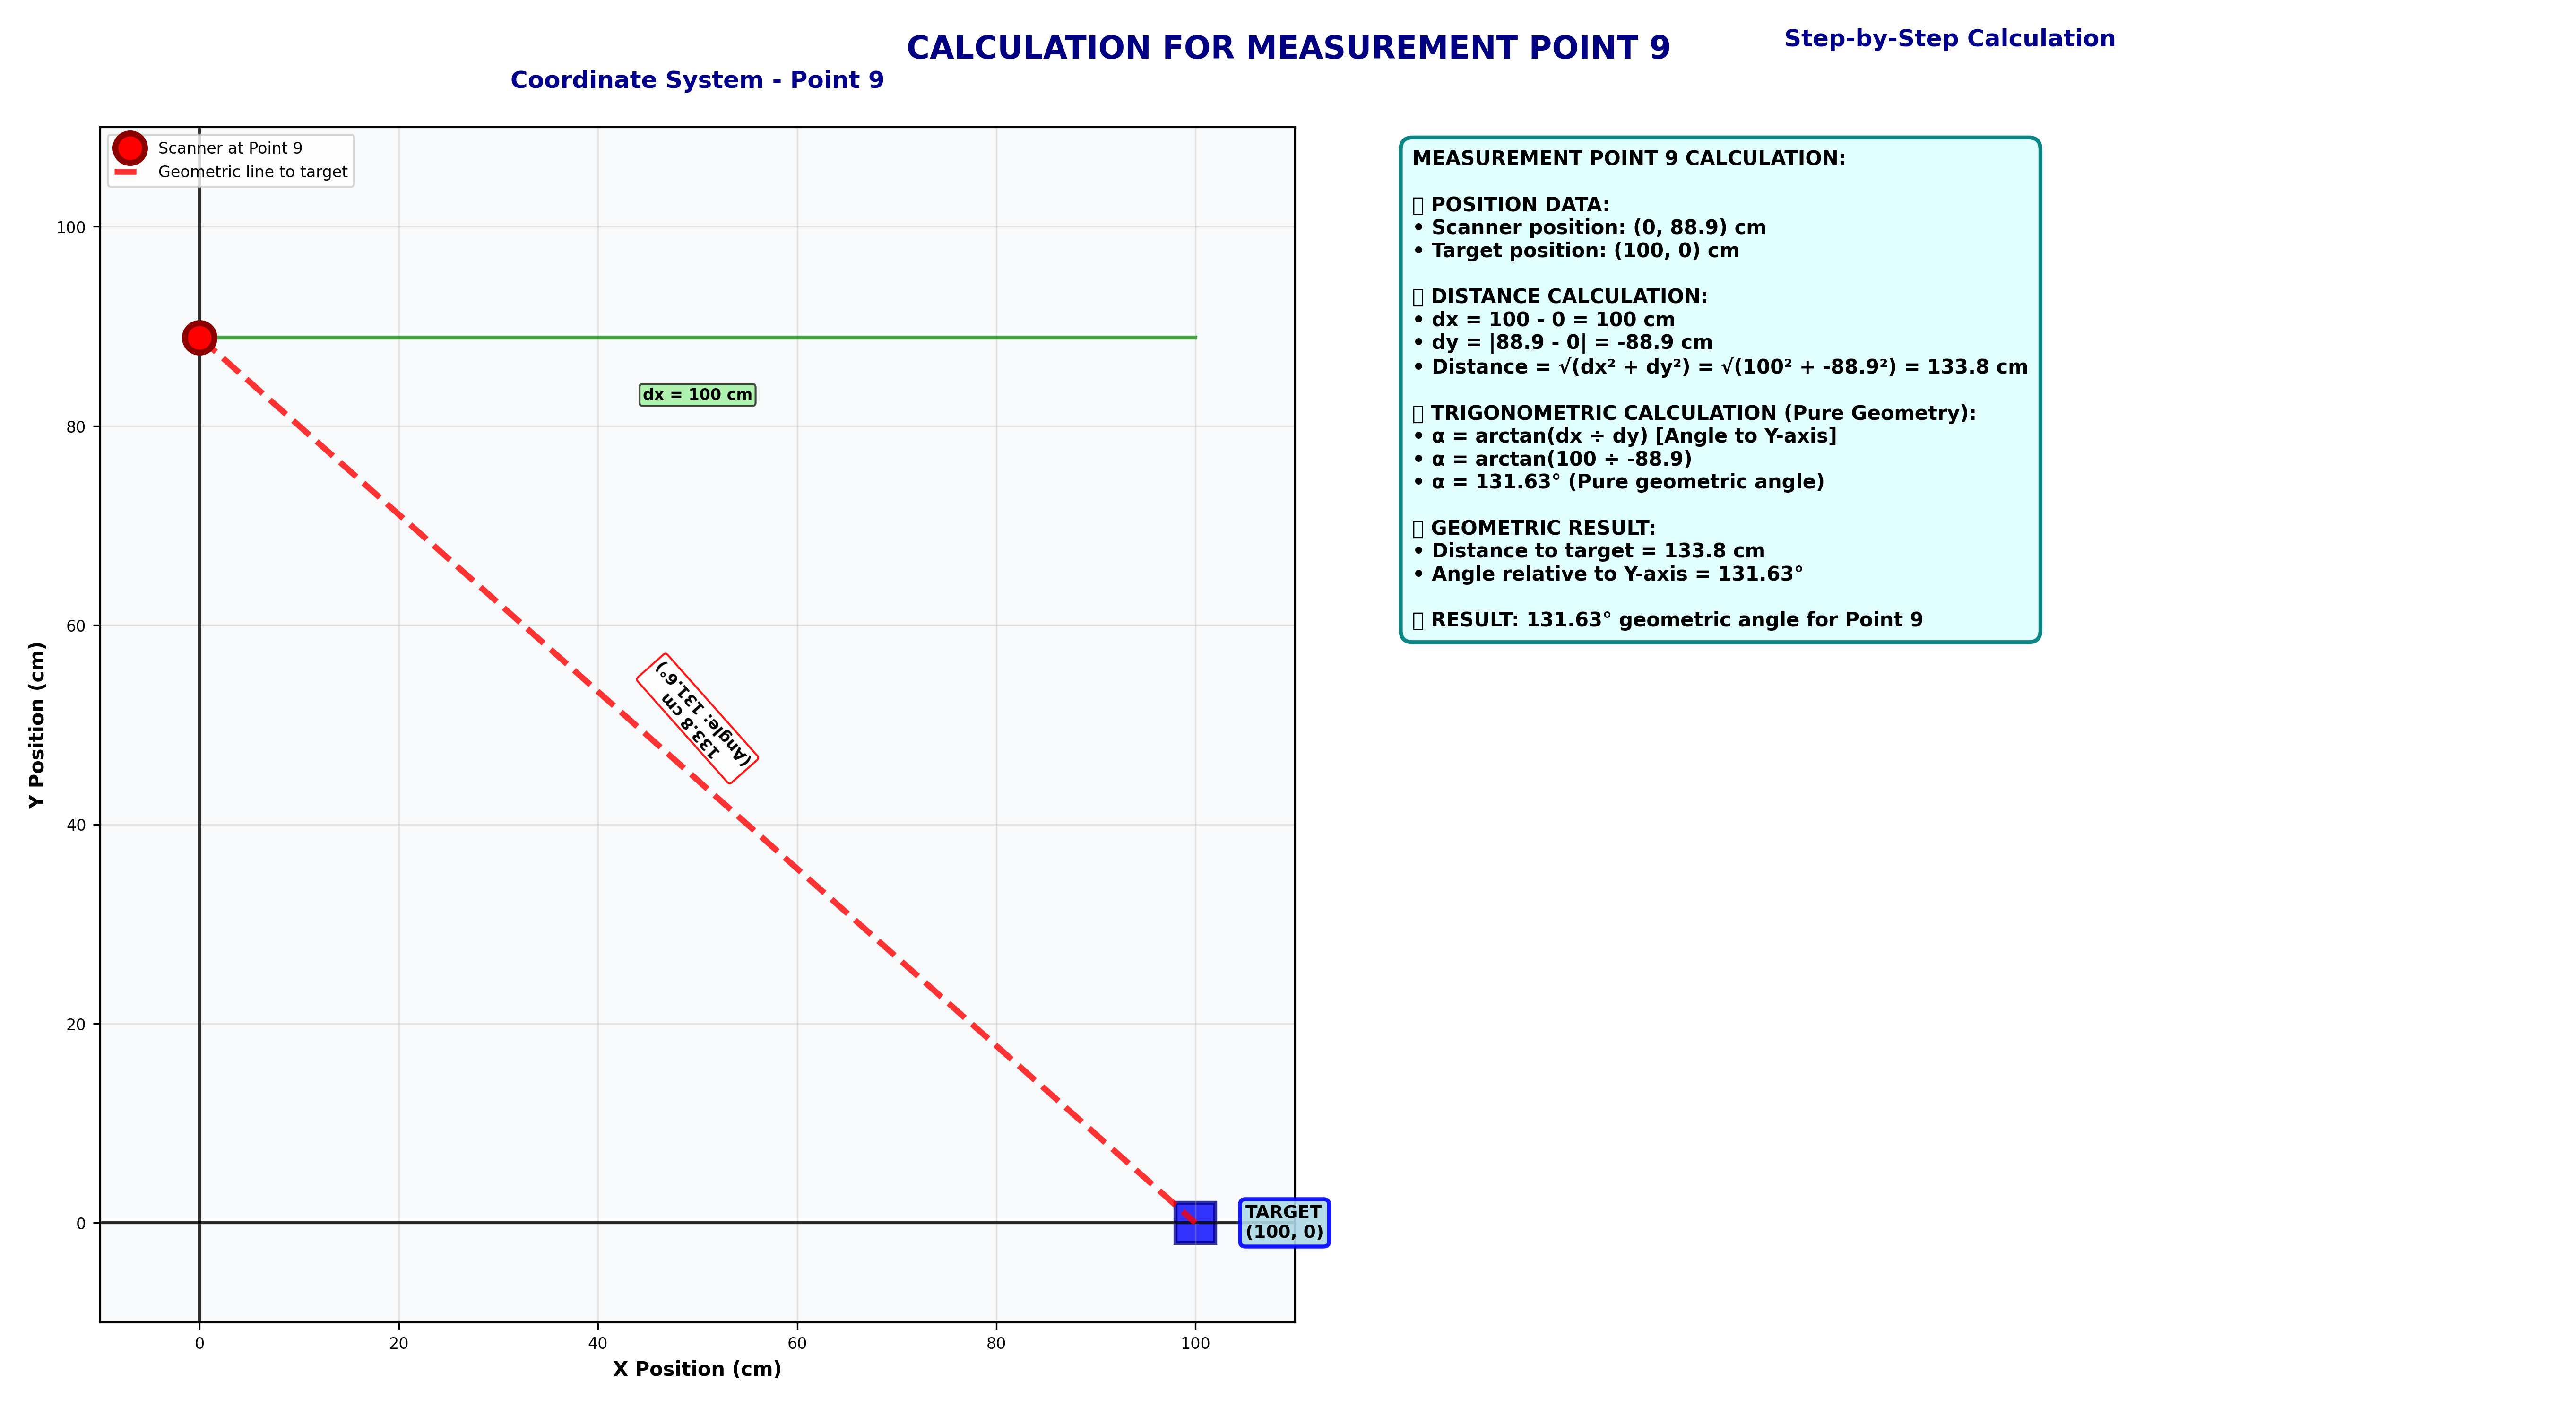 CALCULATION FOR MEASUREMENT POINT 9
Step-by-Step Calculation
Coordinate System - Point 9
Scanner at Point 9
Geometric line to target
100
80
60
40
20
0
Y Position (cm)
dx = 100 cm
133.8 cm
(Angle: 131.6°)
TARGET
(100, 0)
0
20
40
60
80
100
X Position (cm)
MEASUREMENT POINT 9 CALCULATION:
▯ POSITION DATA:
• Scanner position: (0, 88.9) cm
• Target position: (100, 0) cm
▯ DISTANCE CALCULATION:
• dx = 100 - 0 = 100 cm
• dy = |88.9 - 0| = -88.9 cm
• Distance = √(dx² + dy²) = √(100² + -88.9²) = 133.8 cm
▯ TRIGONOMETRIC CALCULATION (Pure Geometry):
• α = arctan(dx ÷ dy) [Angle to Y-axis]
• α = arctan(100 ÷ -88.9)
• α = 131.63° (Pure geometric angle)
▯ GEOMETRIC RESULT:
• Distance to target = 133.8 cm
• Angle relative to Y-axis = 131.63°
▯ RESULT: 131.63° geometric angle for Point 9